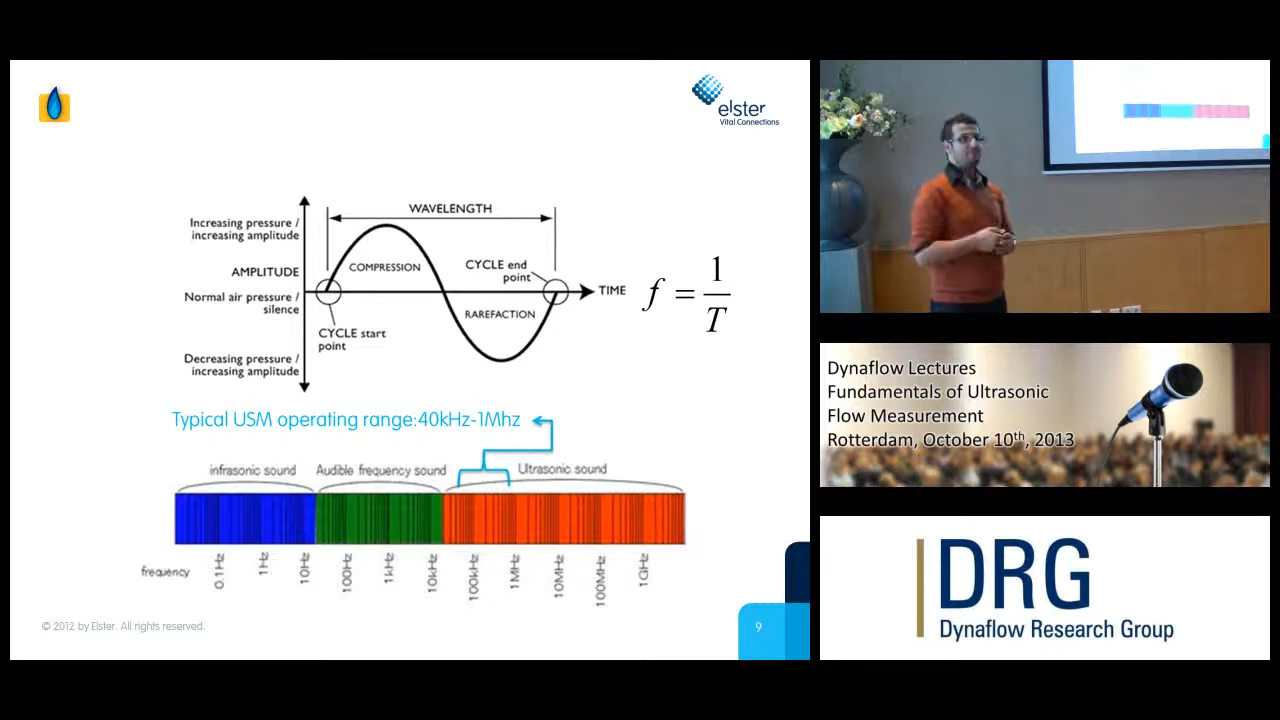 elster
Vital Connections
WAVELENGTH
Increasing pressure /
increasing amplitude
COMPRESSION
CYCLE end
point
AMPLITUDE
TIME
Normal air pressure /
silence
RAREFACTION
CYCLE start
point
Decreasing pressure /
increasing amplitude
f = 1/T
Typical USM operating range:40kHz-1Mhz
infrasonic sound
Audible frequency sound
Ultrasonic sound
frequency
0.1Hz
1Hz
10Hz
100Hz
1kHz
10kHz
100kHz
1MHz
10MHz
100MHz
1GHz
© 2012 by Elster. All rights reserved.
9
Dynaflow Lectures
Fundamentals of Ultrasonic
Flow Measurement
Rotterdam, October 10th, 2013
DRG
Dynaflow Research Group